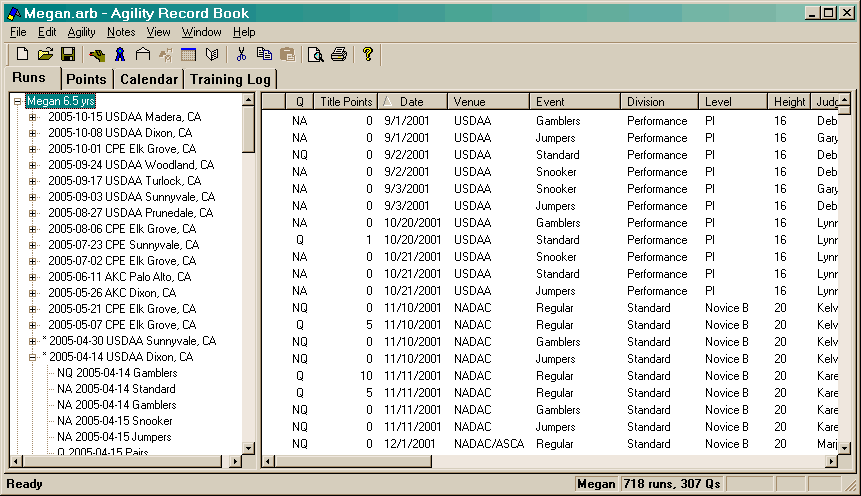 Megan.arb - Agility Record Book
File Edit Agility Notes View Window Help
Runs Points Calendar Training Log
Megan 6.5 yrs
2005-10-15 USDAA Madera, CA
2005-10-08 USDAA Dixon, CA
2005-10-01 CPE Elk Grove, CA
2005-09-24 USDAA Woodland, CA
2005-09-17 USDAA Turlock, CA
2005-09-03 USDAA Sunnyvale, CA
2005-08-27 USDAA Prunedale, CA
2005-08-06 CPE Elk Grove, CA
2005-07-23 CPE Sunnyvale, CA
2005-07-02 CPE Elk Grove, CA
2005-06-11 AKC Palo Alto, CA
2005-05-26 AKC Dixon, CA
2005-05-21 CPE Elk Grove, CA
2005-05-07 CPE Elk Grove, CA
* 2005-04-30 USDAA Sunnyvale, CA
* 2005-04-14 USDAA Dixon, CA
NQ 2005-04-14 Gamblers
NA 2005-04-14 Standard
NA 2005-04-14 Gamblers
NA 2005-04-15 Snooker
NA 2005-04-15 Jumpers
Q 2005-04-15 Pairs
Q Title Points Date Venue Event Division Level Height Judg
NA 0 9/1/2001 USDAA Gamblers Performance PI 16 Deb
NA 0 9/1/2001 USDAA Jumpers Performance PI 16 Gary
NQ 0 9/2/2001 USDAA Standard Performance PI 16 Deb
NA 0 9/2/2001 USDAA Snooker Performance PI 16 Deb
NA 0 9/3/2001 USDAA Snooker Performance PI 16 Gary
NA 0 9/3/2001 USDAA Jumpers Performance PI 16 Deb
NA 0 10/20/2001 USDAA Gamblers Performance PI 16 Lynn
Q 1 10/20/2001 USDAA Standard Performance PI 16 Lynn
NA 0 10/21/2001 USDAA Snooker Performance PI 16 Lynn
NA 0 10/21/2001 USDAA Standard Performance PI 16 Lynn
NA 0 10/21/2001 USDAA Jumpers Performance PI 16 Lynn
NQ 0 11/10/2001 NADAC Regular Standard Novice B 20 Kelv
Q 5 11/10/2001 NADAC Regular Standard Novice B 20 Kelv
NQ 0 11/10/2001 NADAC Gamblers Standard Novice B 20 Kelv
NQ 0 11/10/2001 NADAC Jumpers Standard Novice B 20 Kelv
Q 10 11/11/2001 NADAC Regular Standard Novice B 20 Kare
Q 5 11/11/2001 NADAC Regular Standard Novice B 20 Kare
NQ 0 11/11/2001 NADAC Gamblers Standard Novice B 20 Kare
NQ 0 11/11/2001 NADAC Jumpers Standard Novice B 20 Kare
NQ 0 12/1/2001 NADAC/ASCA Regular Standard Novice B 20 Marj
Ready Megan 718 runs, 307 Qs